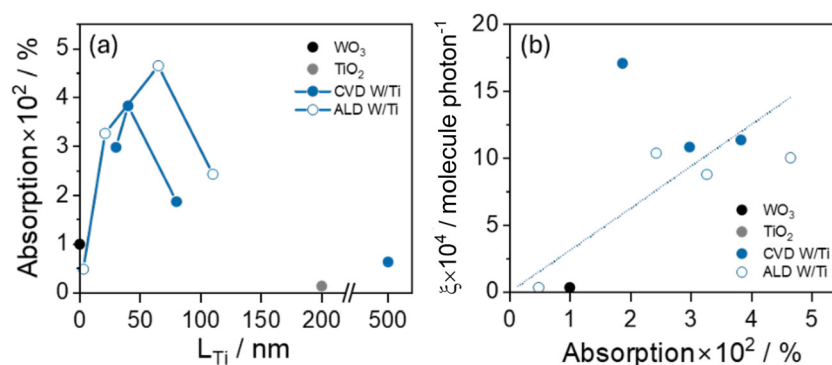 (a)
WO₃
TiO₂
CVD W/Ti
ALD W/Ti
Absorption×10² / %
5
4
3
2
1
0
0 50 100 150 200 500
L_Ti / nm
(b)
ξ×10⁴ / molecule photon⁻¹
20
15
10
5
0
WO₃
TiO₂
CVD W/Ti
ALD W/Ti
0 1 2 3 4 5
Absorption×10² / %